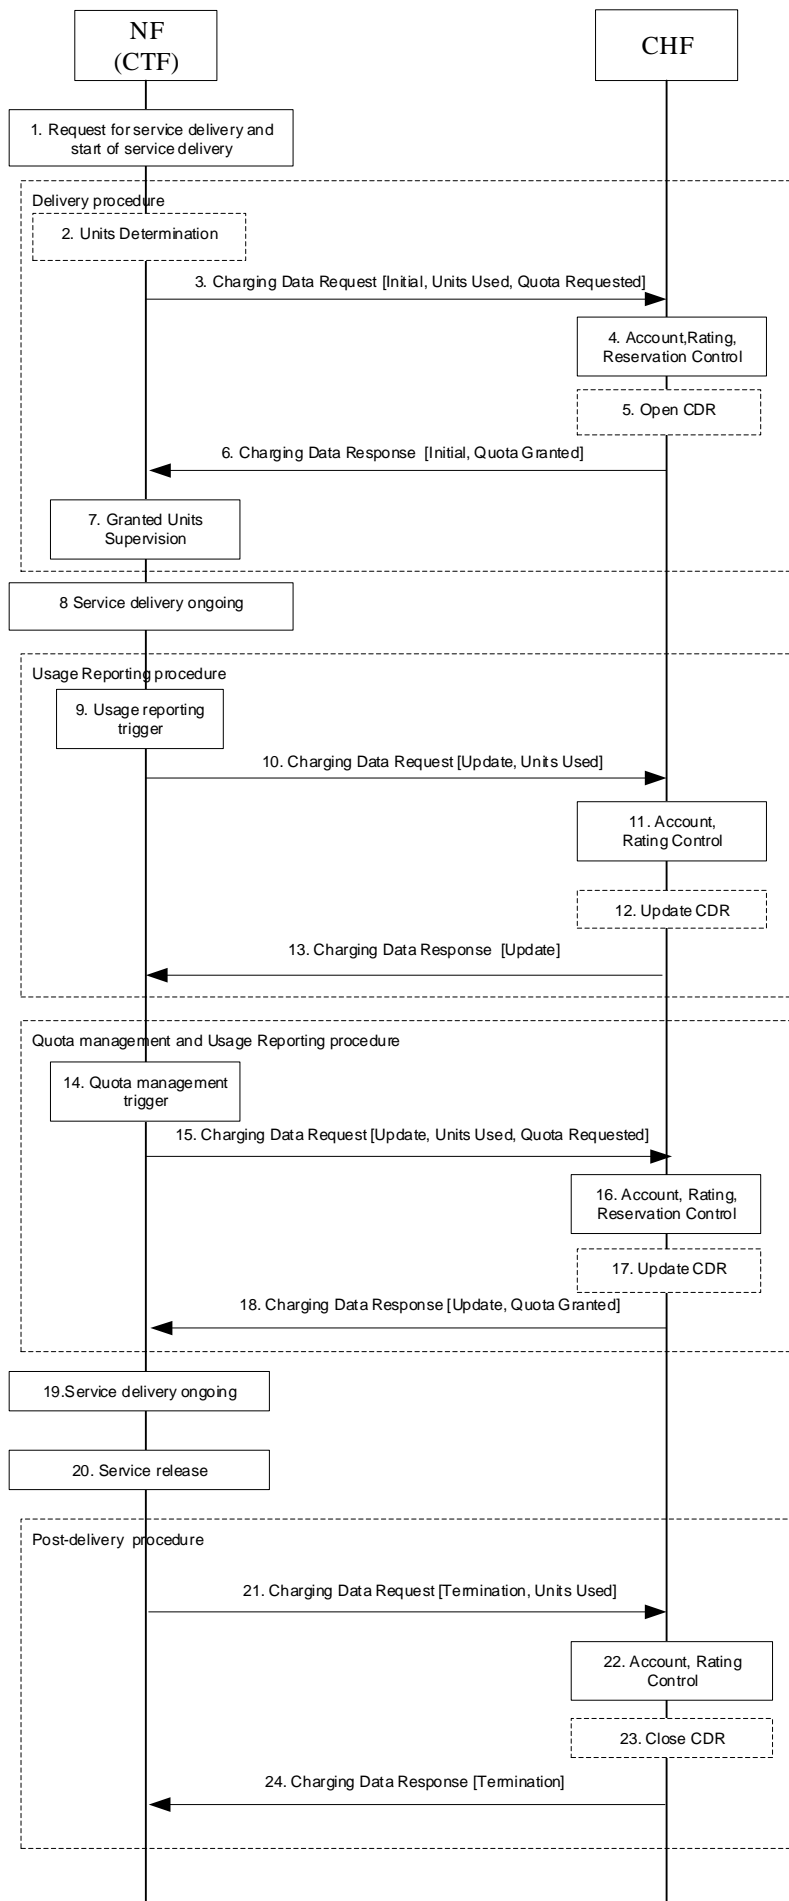 NF
(CTF)
CHF
1. Request for service delivery and
start of service delivery
Delivery procedure
2. Units Determination
3. Charging Data Request [Initial, Units Used, Quota Requested]
4. Account,Rating,
Reservation Control
5. Open CDR
6. Charging Data Response [Initial, Quota Granted]
7. Granted Units
Supervision
8 Service delivery ongoing
Usage Reporting procedure
9. Usage reporting
trigger
10. Charging Data Request [Update, Units Used]
11. Account,
Rating Control
12. Update CDR
13. Charging Data Response [Update]
Quota management and Usage Reporting procedure
14. Quota management
trigger
15. Charging Data Request [Update, Units Used, Quota Requested]
16. Account, Rating,
Reservation Control
17. Update CDR
18. Charging Data Response [Update, Quota Granted]
19.Service delivery ongoing
20. Service release
Post-delivery procedure
21. Charging Data Request [Termination, Units Used]
22. Account, Rating
Control
23. Close CDR
24. Charging Data Response [Termination]